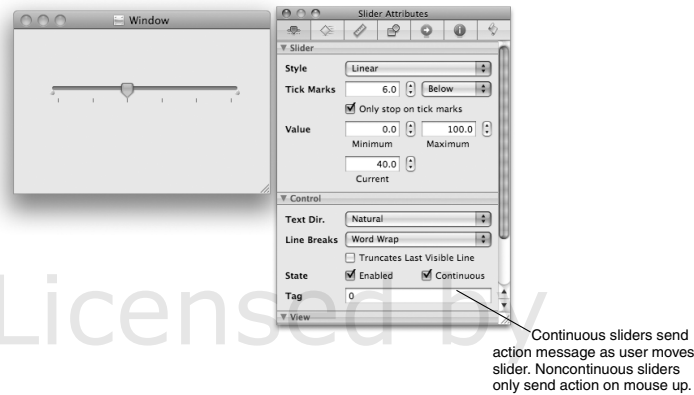 Window
Slider Attributes
Slider
Style Linear
Tick Marks 6.0 Below
Only stop on tick marks
Value 0.0 100.0
Minimum Maximum
40.0
Current
Control
Text Dir. Natural
Line Breaks Word Wrap
Truncates Last Visible Line
State Enabled Continuous
Tag 0
View
Licensed by
Continuous sliders send
action message as user moves
slider. Noncontinuous sliders
only send action on mouse up.